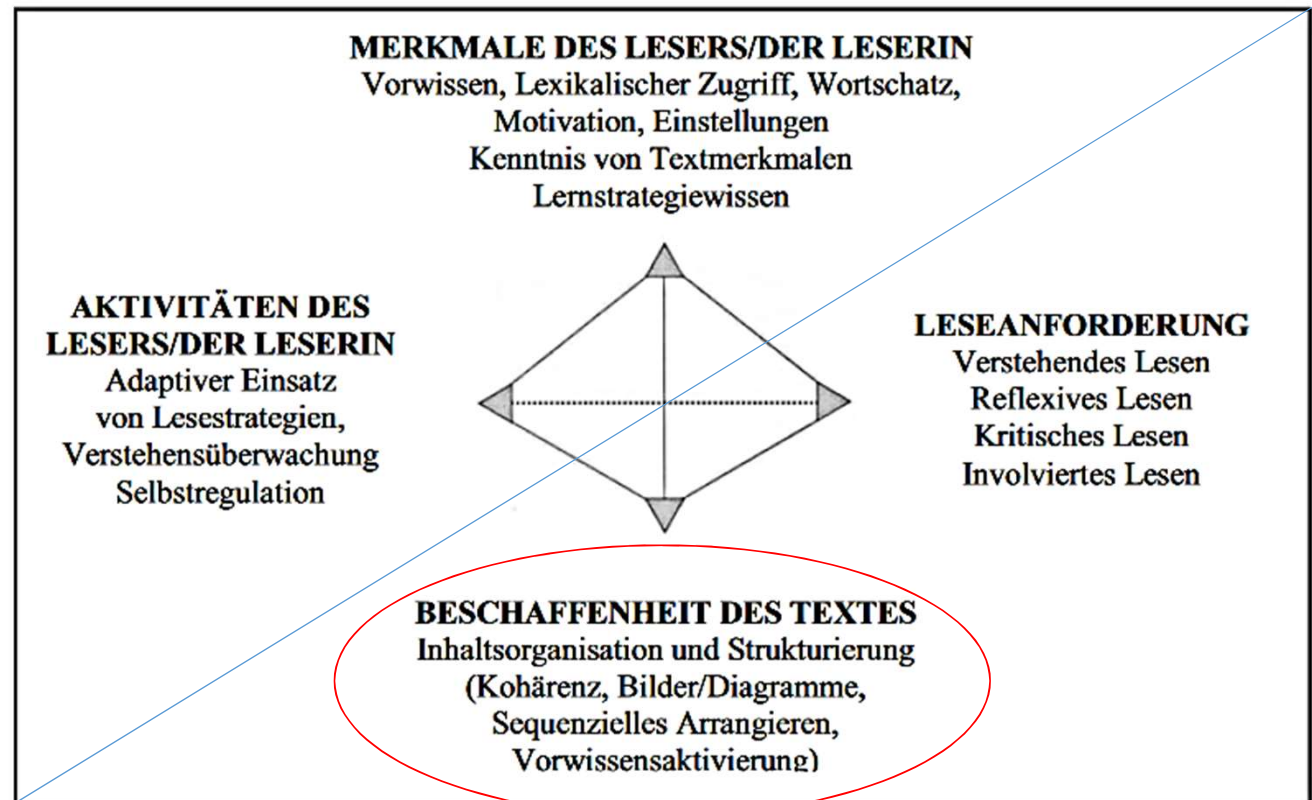 MERKMALE DES LESERS/DER LESERIN
Vorwissen, Lexikalischer Zugriff, Wortschatz,
Motivation, Einstellungen
Kenntnis von Textmerkmalen
Lernstrategiewissen
AKTIVITÄTEN DES
LESERS/DER LESERIN
Adaptiver Einsatz
von Lesestrategien,
Verstehensüberwachung
Selbstregulation
LESEANFORDERUNG
Verstehendes Lesen
Reflexives Lesen
Kritisches Lesen
Involviertes Lesen
BESCHAFFENHEIT DES TEXTES
Inhaltsorganisation und Strukturierung
(Kohärenz, Bilder/Diagramme,
Sequenzielles Arrangieren,
Vorwissensaktivierung)